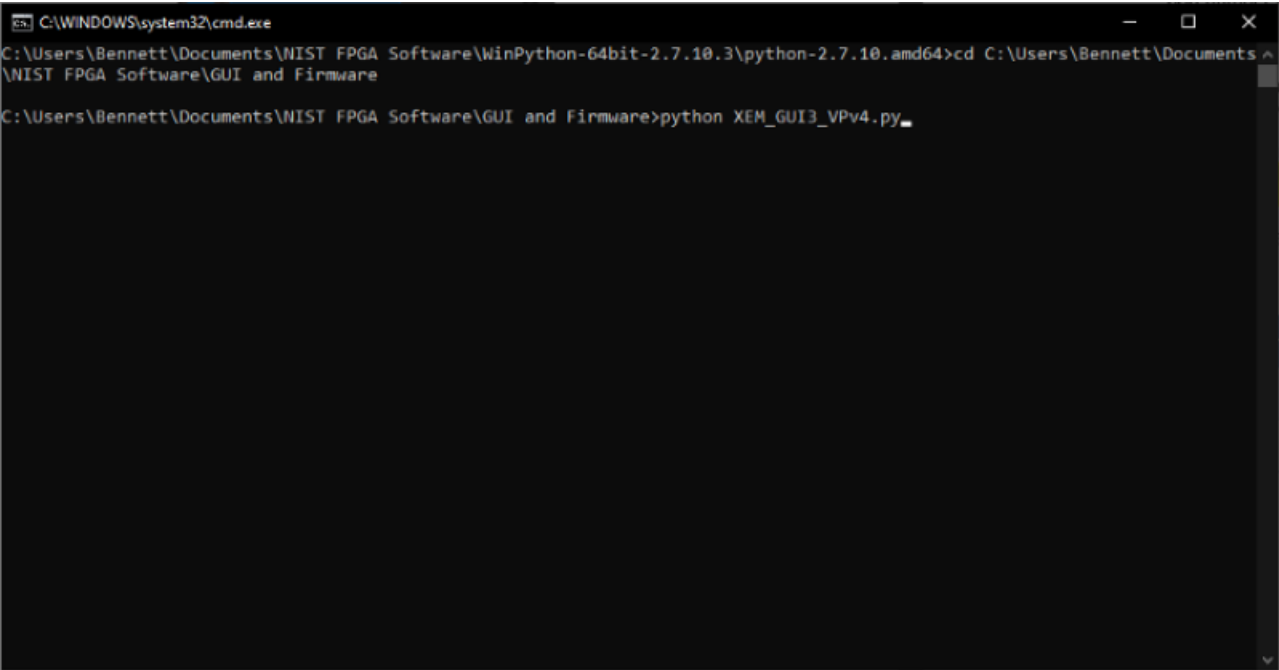 C:\WINDOWS\system32\cmd.exe
C:\Users\Bennett\Documents\NIST FPGA Software\WinPython-64bit-2.7.10.3\python-2.7.10.amd64>cd C:\Users\Bennett\Documents
\NIST FPGA Software\GUI and Firmware
C:\Users\Bennett\Documents\NIST FPGA Software\GUI and Firmware>python XEM_GUI3_VPv4.py